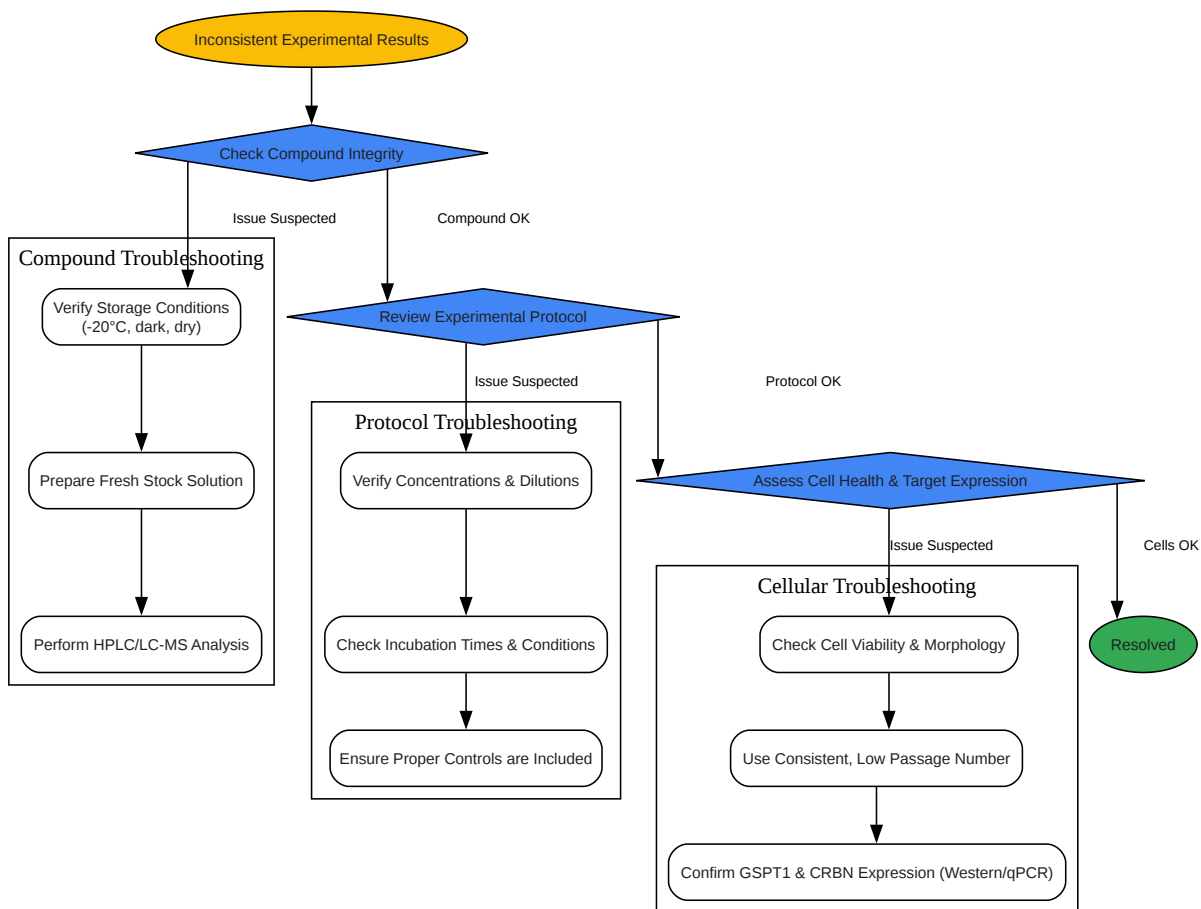 Inconsistent Experimental Results
Check Compound Integrity
Issue Suspected
Compound OK
Compound Troubleshooting
Verify Storage Conditions
(-20°C, dark, dry)
Prepare Fresh Stock Solution
Perform HPLC/LC-MS Analysis
Review Experimental Protocol
Issue Suspected
Protocol OK
Protocol Troubleshooting
Verify Concentrations & Dilutions
Check Incubation Times & Conditions
Ensure Proper Controls are Included
Assess Cell Health & Target Expression
Issue Suspected
Cells OK
Cellular Troubleshooting
Check Cell Viability & Morphology
Use Consistent, Low Passage Number
Confirm GSPT1 & CRBN Expression (Western/qPCR)
Resolved